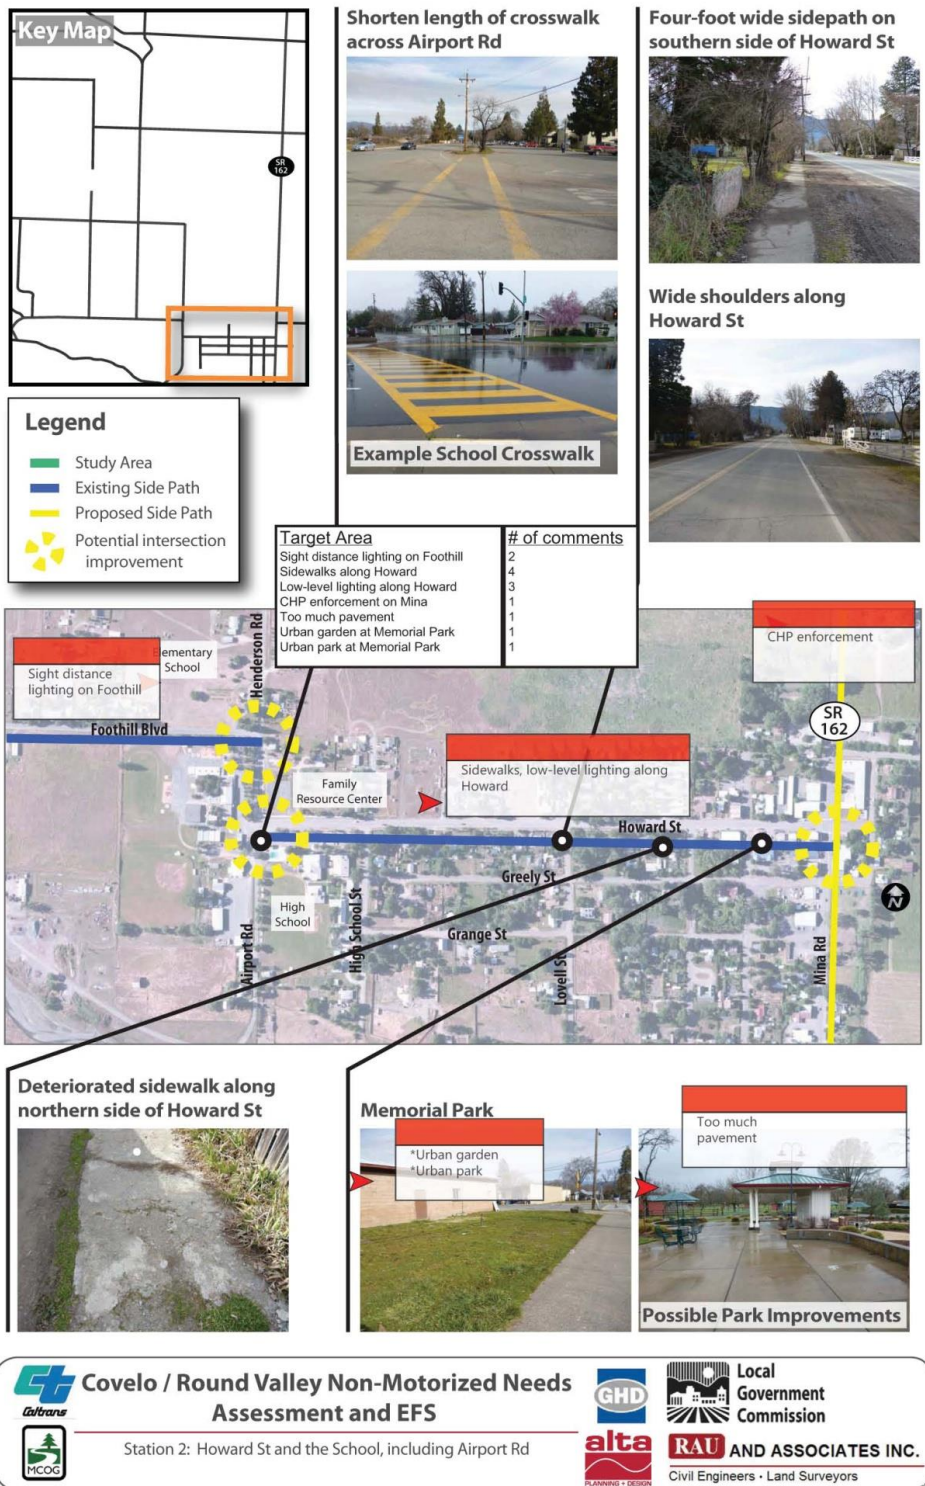 Key Map
SR
162
Legend
Study Area
Existing Side Path
Proposed Side Path
Potential intersection
improvement
Shorten length of crosswalk
across Airport Rd
Example School Crosswalk
Four-foot wide sidepath on
southern side of Howard St
Wide shoulders along
Howard St
Target Area # of comments
Sight distance lighting on Foothill 2
Sidewalks along Howard 4
Low-level lighting along Howard 3
CHP enforcement on Mina 1
Too much pavement 1
Urban garden at Memorial Park 1
Urban park at Memorial Park 1
Sight distance
lighting on Foothill
Elementary
School
Henderson Rd
CHP enforcement
Foothill Blvd
SR
162
Sidewalks, low-level lighting along
Howard
Family
Resource Center
Howard St
Greely St
High
School
Grange St
Airport Rd
High School St
Lovell St
Mina Rd
N
Deteriorated sidewalk along
northern side of Howard St
Memorial Park
*Urban garden
*Urban park
Too much
pavement
Possible Park Improvements
Caltrans
MCOG
Covelo / Round Valley Non-Motorized Needs
Assessment and EFS
Station 2: Howard St and the School, including Airport Rd
GHD
Local
Government
Commission
alta
PLANNING + DESIGN
RAU AND ASSOCIATES INC.
Civil Engineers • Land Surveyors